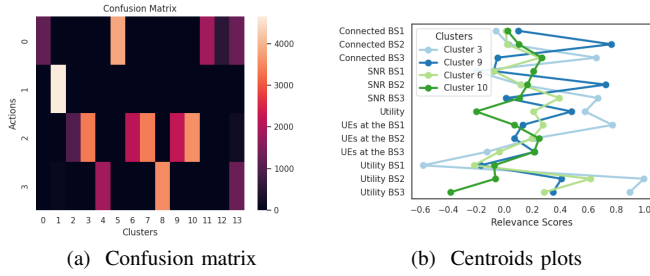 Confusion Matrix
Actions
0
1
2
3
0 1 2 3 4 5 6 7 8 9 10 11 12 13
Clusters
4000
3000
2000
1000
0
(a) Confusion matrix
Connected BS1
Connected BS2
Connected BS3
SNR BS1
SNR BS2
SNR BS3
Utility
UEs at the BS1
UEs at the BS2
UEs at the BS3
Utility BS1
Utility BS2
Utility BS3
Clusters
Cluster 3
Cluster 9
Cluster 6
Cluster 10
−0.6 −0.4 −0.2 0.0 0.2 0.4 0.6 0.8 1.0
Relevance Scores
(b) Centroids plots